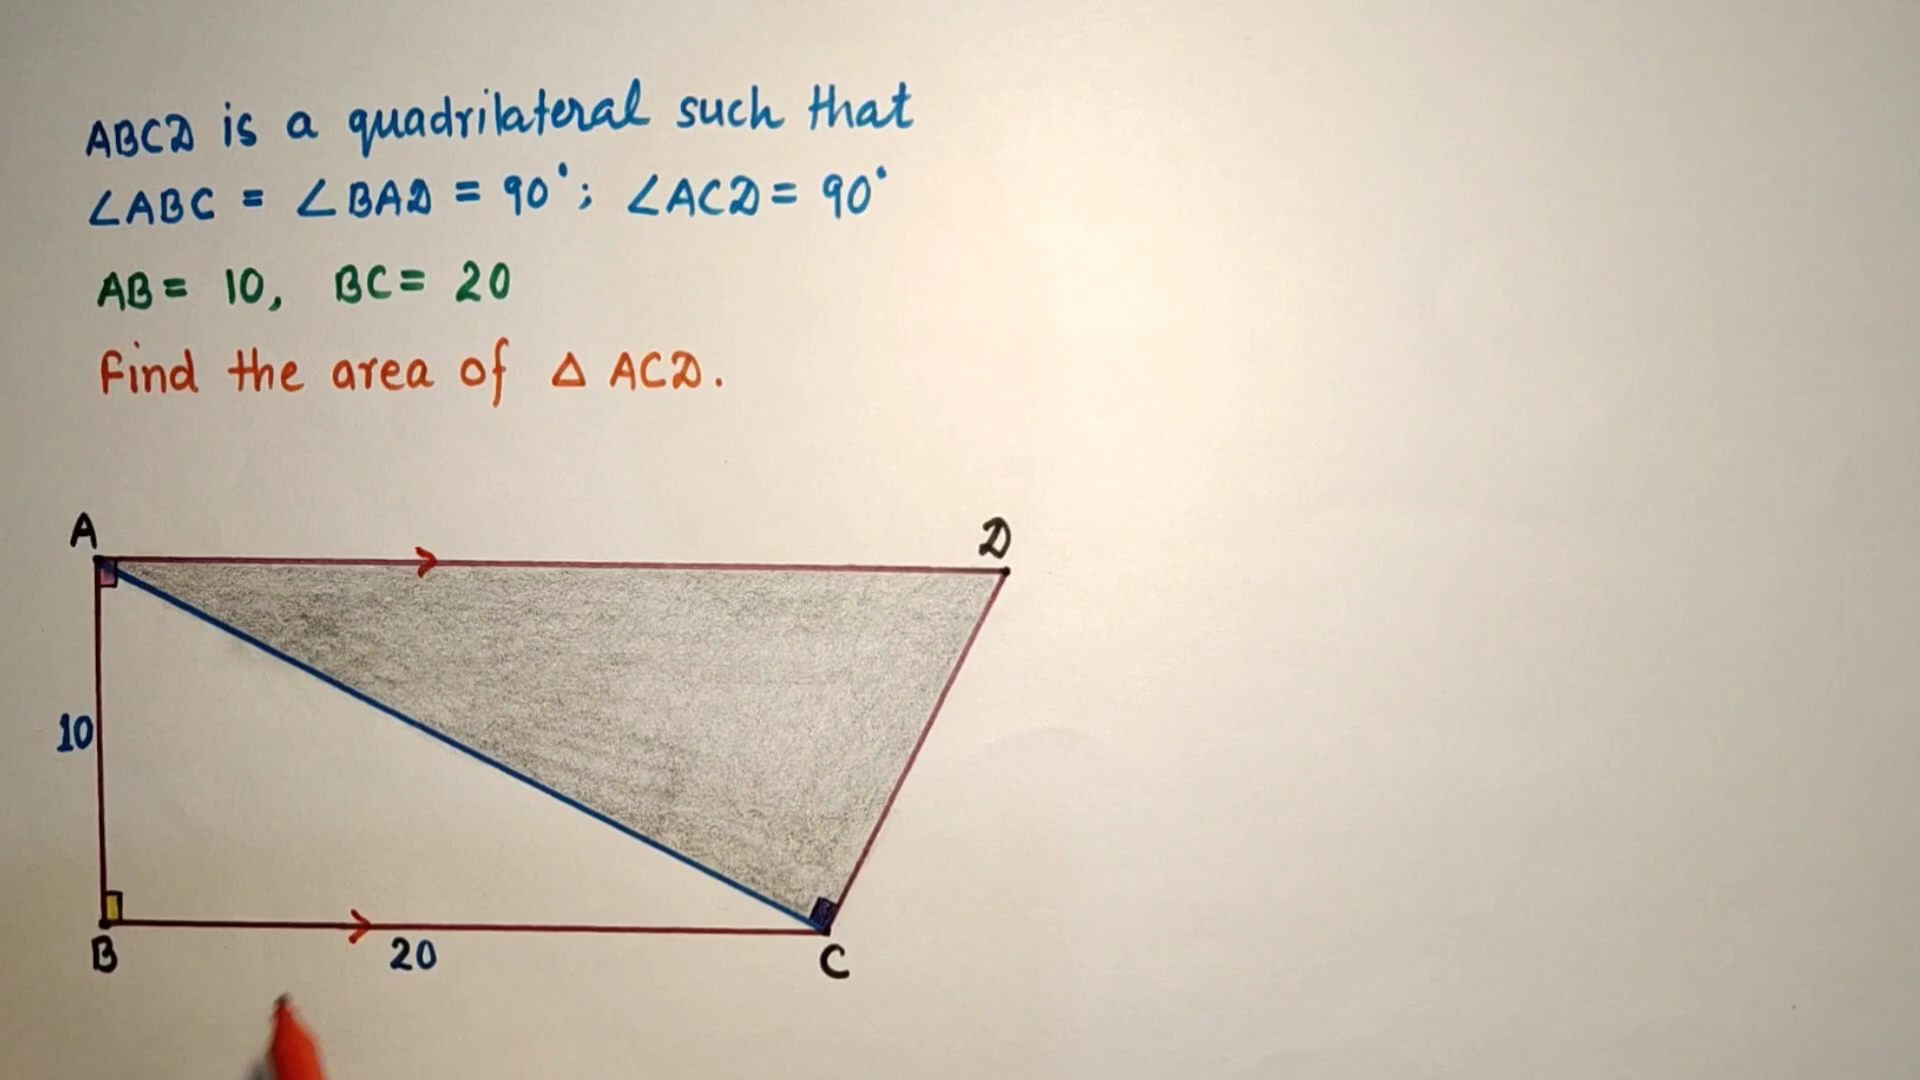 ABCD is a quadrilateral such that
∠ABC = ∠BAD = 90°; ∠ACD = 90°
AB = 10, BC = 20
Find the area of △ ACD.
A
D
10
B
20
C